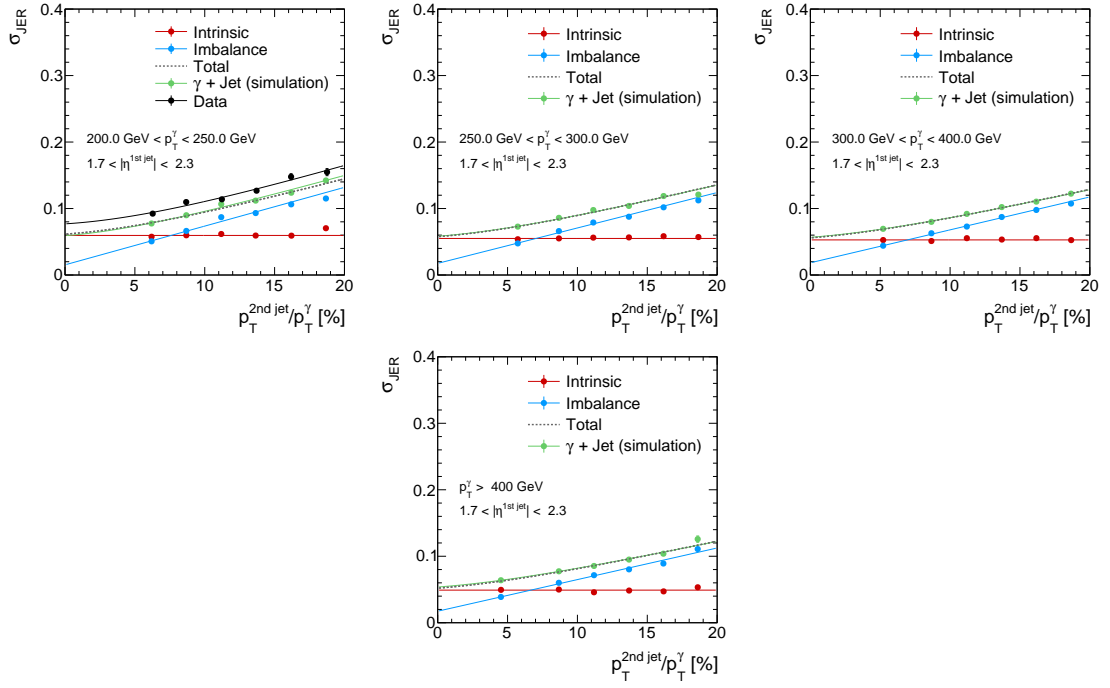 σ_JER
0.4
0.3
0.2
0.1
0
Intrinsic
Imbalance
Total
γ + Jet (simulation)
Data
200.0 GeV < p_T^γ < 250.0 GeV
1.7 < |η^1st jet| < 2.3
0 5 10 15 20
p_T^2nd jet/p_T^γ [%]
σ_JER
0.4
0.3
0.2
0.1
0
Intrinsic
Imbalance
Total
γ + Jet (simulation)
250.0 GeV < p_T^γ < 300.0 GeV
1.7 < |η^1st jet| < 2.3
0 5 10 15 20
p_T^2nd jet/p_T^γ [%]
σ_JER
0.4
0.3
0.2
0.1
0
Intrinsic
Imbalance
Total
γ + Jet (simulation)
300.0 GeV < p_T^γ < 400.0 GeV
1.7 < |η^1st jet| < 2.3
0 5 10 15 20
p_T^2nd jet/p_T^γ [%]
σ_JER
0.4
0.3
0.2
0.1
0
Intrinsic
Imbalance
Total
γ + Jet (simulation)
p_T^γ > 400 GeV
1.7 < |η^1st jet| < 2.3
0 5 10 15 20
p_T^2nd jet/p_T^γ [%]